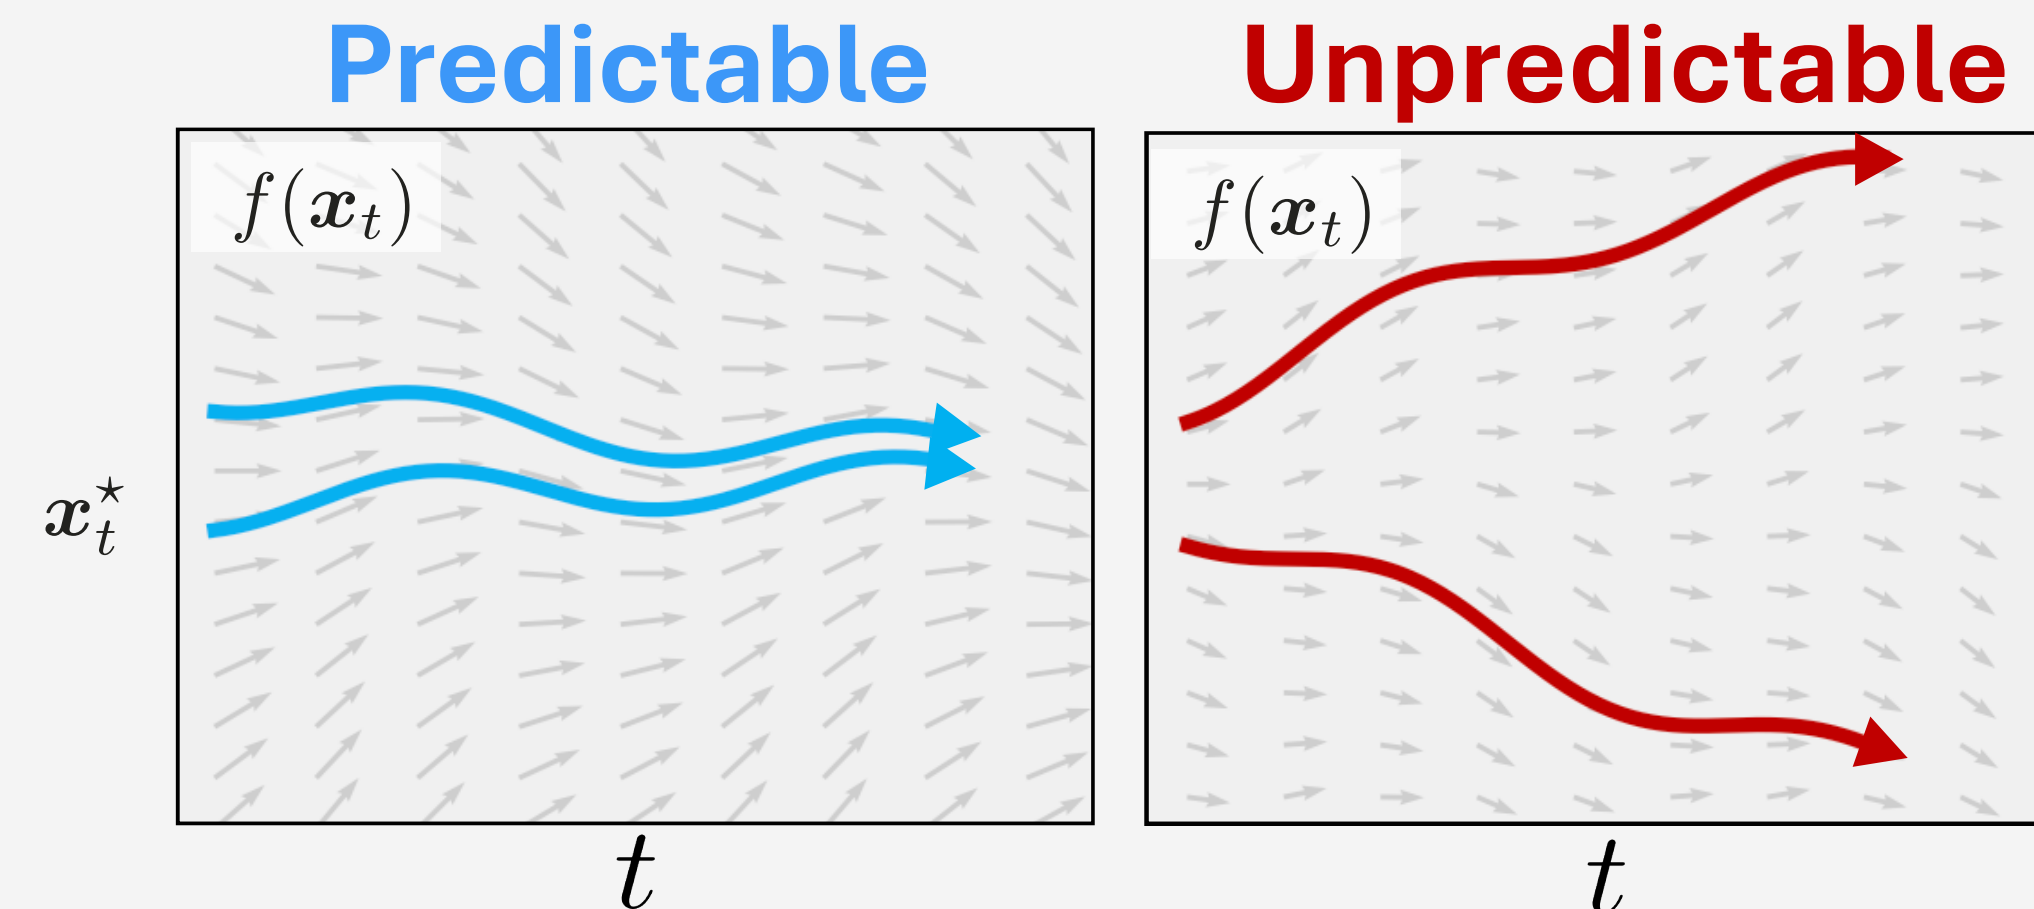 Predictable Unpredictable
f(x_t) f(x_t)
x_t^⋆
t t